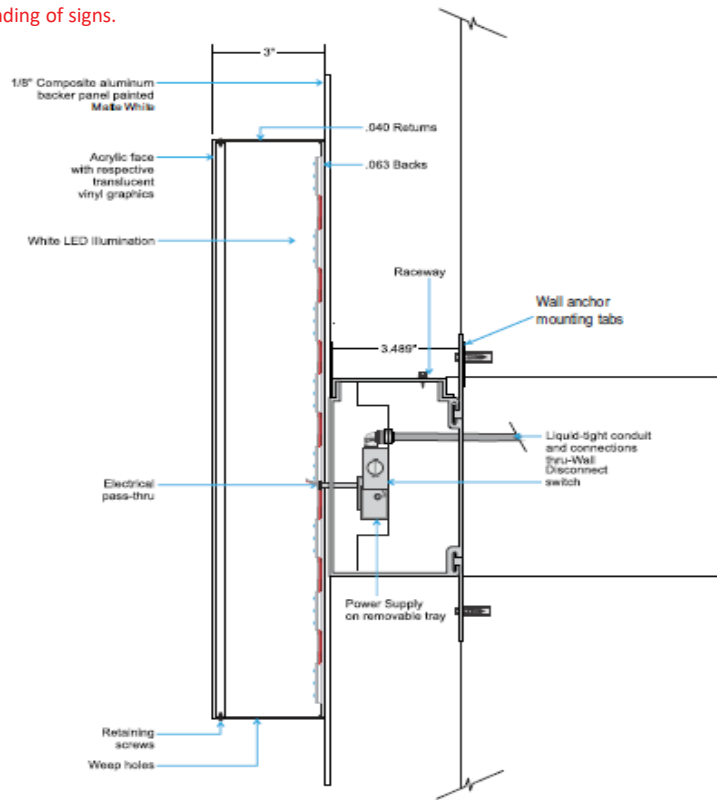 nding of signs.
3"
1/8" Composite aluminum
backer panel painted
Matte White
.040 Returns
Acrylic face
with respective
translucent
vinyl graphics
.063 Backs
White LED Illumination
Raceway
Wall anchor
mounting tabs
3.489"
Liquid-tight conduit
and connections
thru-Wall
Disconnect
switch
Electrical
pass-thru
Power Supply
on removable tray
Retaining
screws
Weep holes